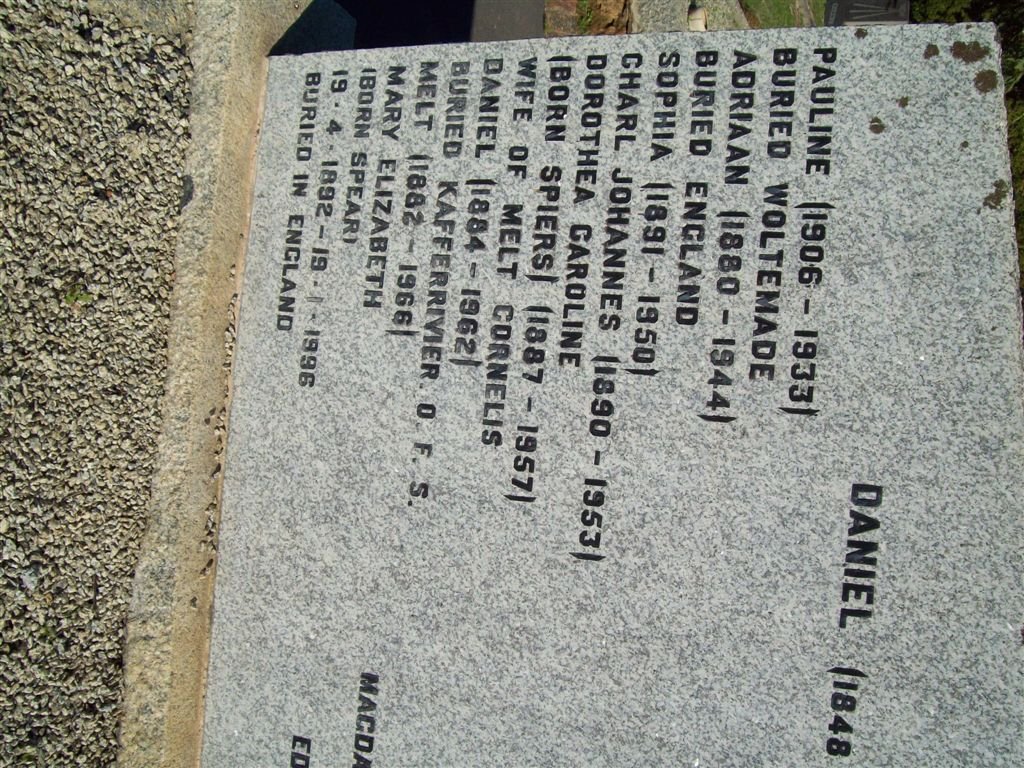 PAULINE (1906 - 1933)
BURIED WOLTEMADE
ADRIAAN (1880 - 1944)
BURIED ENGLAND
SOPHIA (1891 - 1950)
CHARL JOHANNES (1890 - 1953)
DOROTHEA CAROLINE
(BORN SPIERS) (1887 - 1957)
WIFE OF MELT CORNELIS
DANIEL (1884 - 1962)
BURIED KAFFERRIVIER O.F.S.
MELT (1882 - 1966)
MARY ELIZABETH
(BORN SPEAR)
19·4·1892 - 19·1·1996
BURIED IN ENGLAND
DANIEL (1848
MAGDA
ED